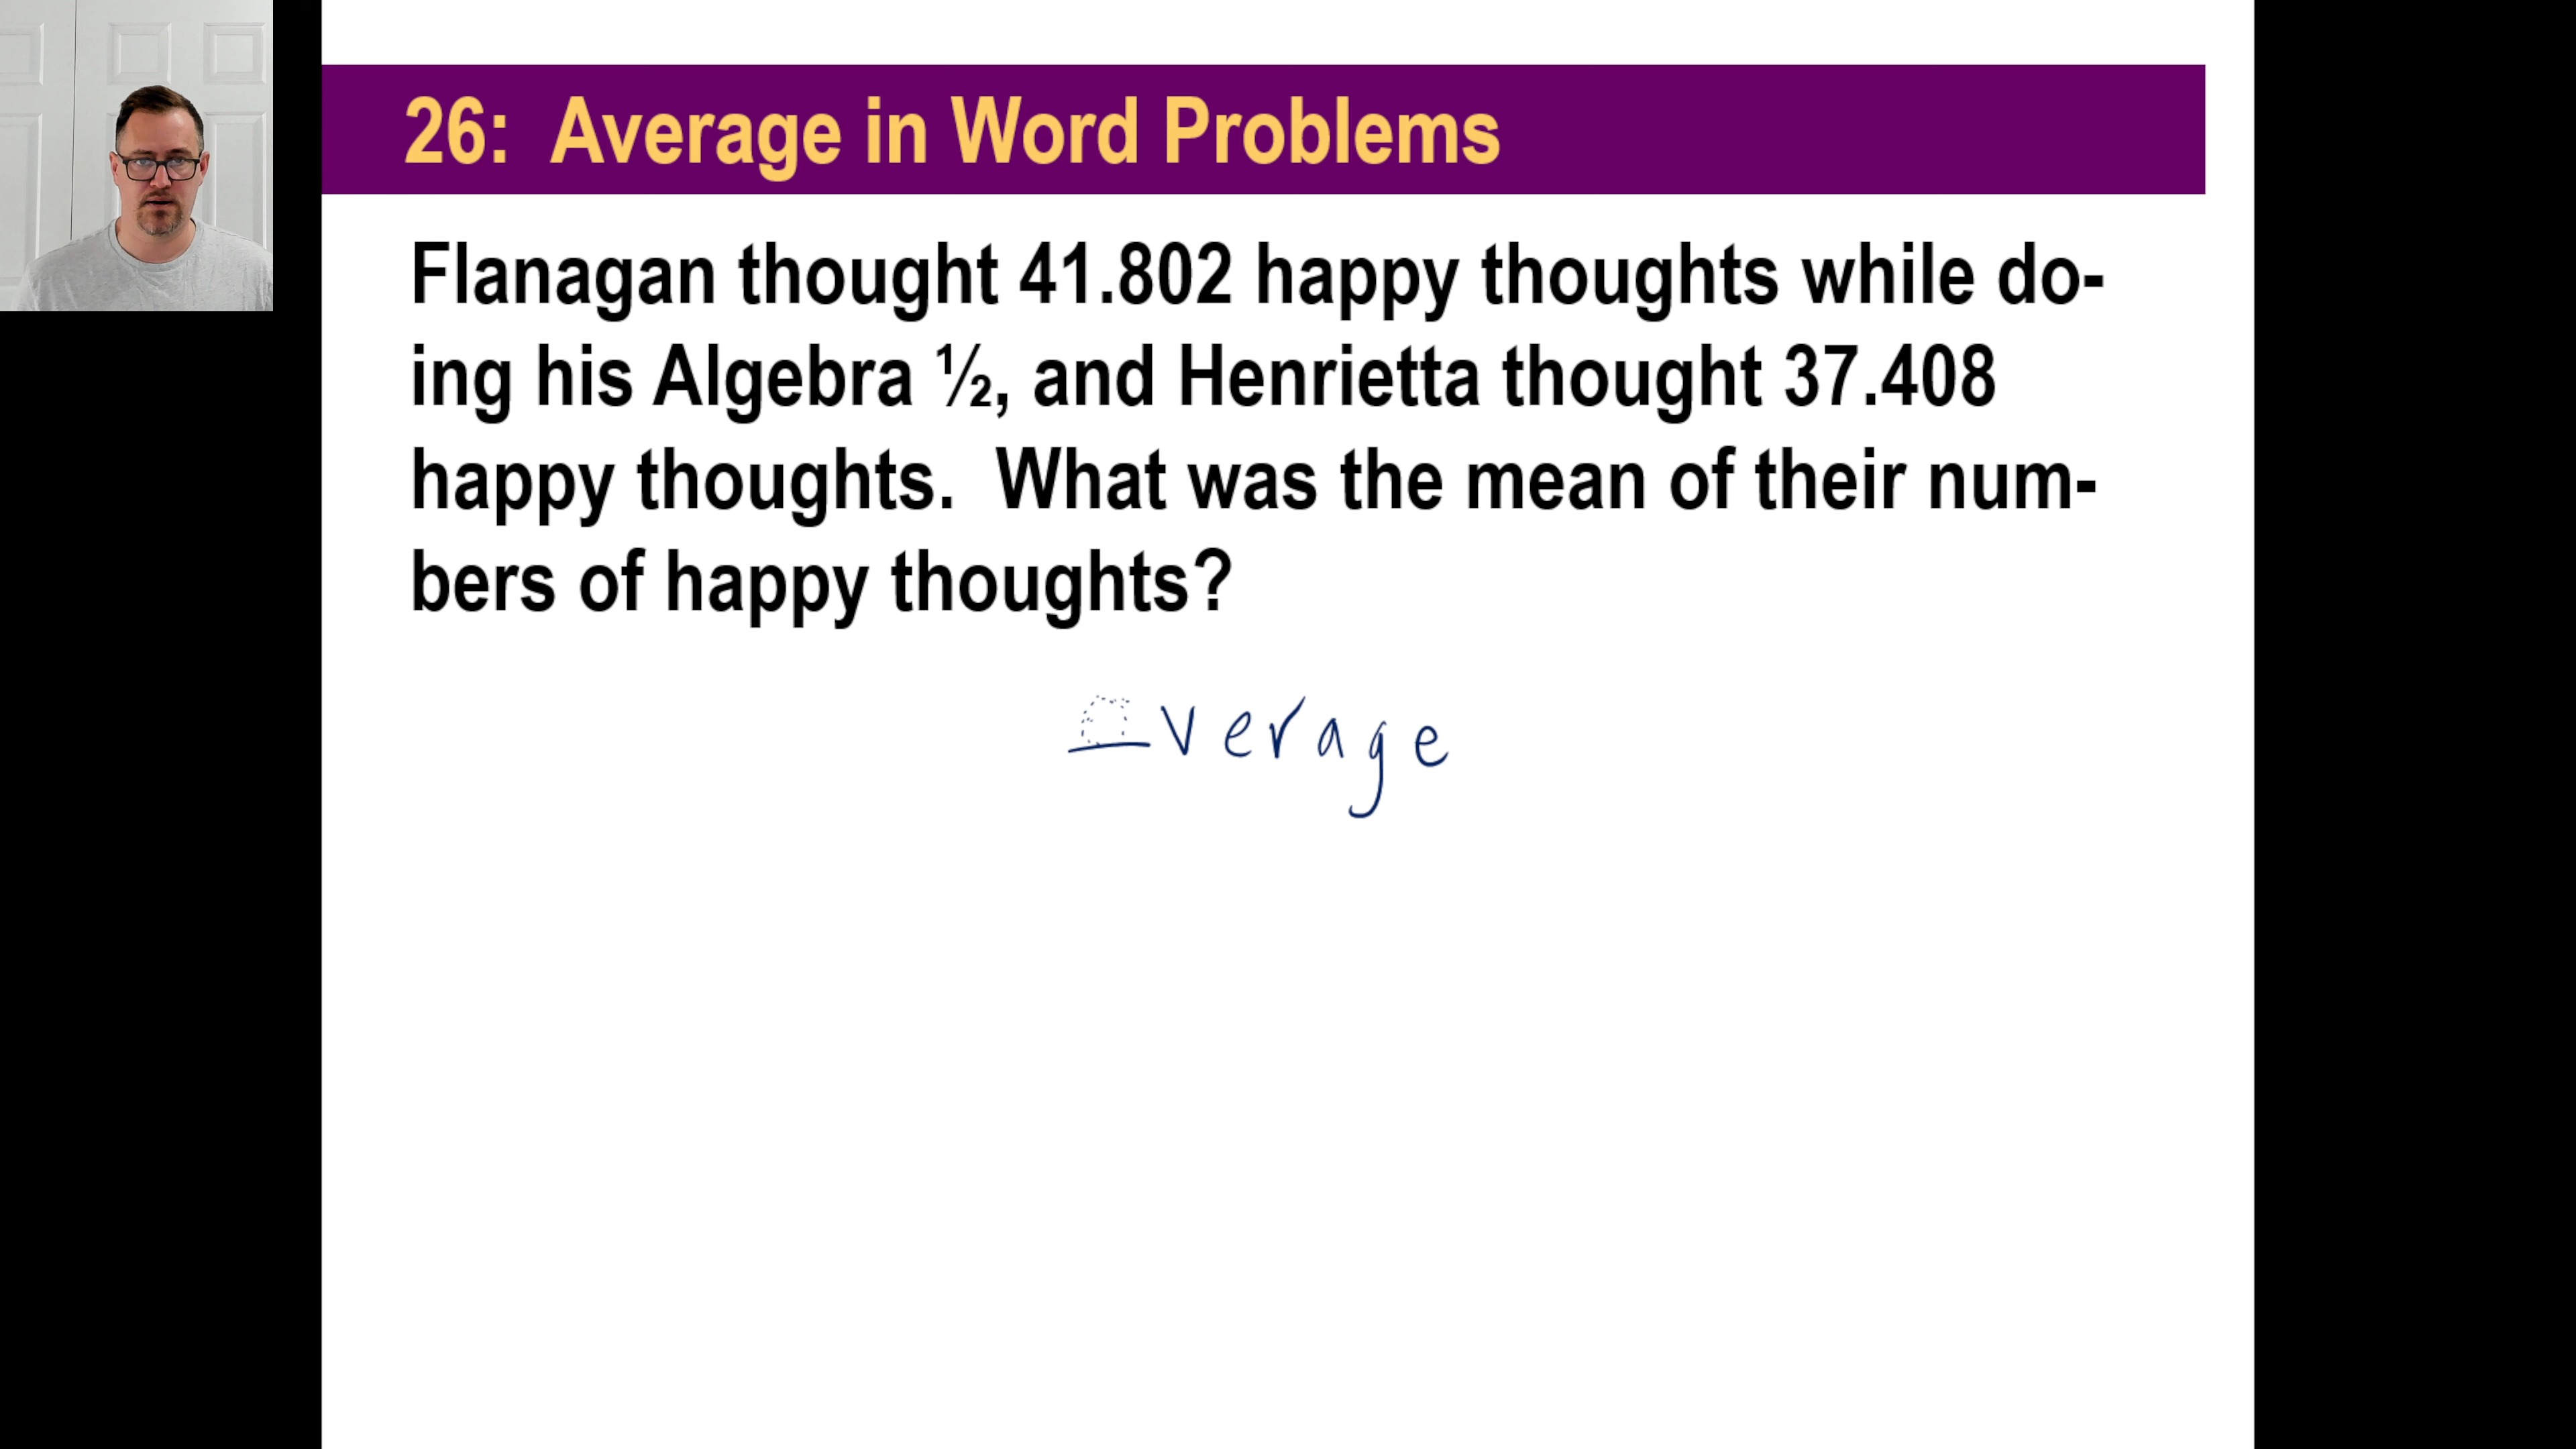 26: Average in Word Problems
Flanagan thought 41.802 happy thoughts while do-
ing his Algebra ½, and Henrietta thought 37.408
happy thoughts. What was the mean of their num-
bers of happy thoughts?
average